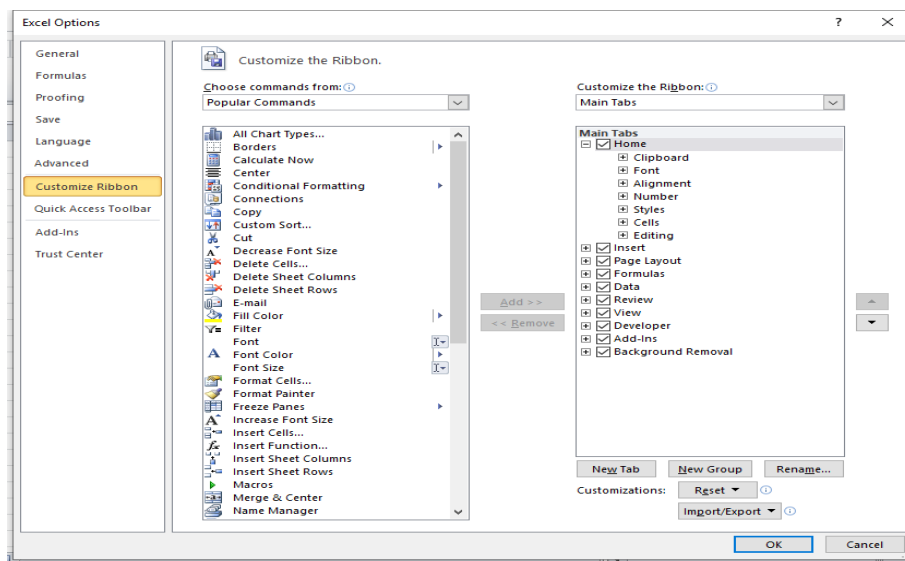 Excel Options
?
General
Formulas
Proofing
Save
Language
Advanced
Customize Ribbon
Quick Access Toolbar
Add-Ins
Trust Center
Customize the Ribbon.
Choose commands from:
Popular Commands
All Chart Types...
Borders
Calculate Now
Center
Conditional Formatting
Connections
Copy
Custom Sort...
Cut
Decrease Font Size
Delete Cells...
Delete Sheet Columns
Delete Sheet Rows
E-mail
Fill Color
Filter
Font
Font Color
Font Size
Format Cells...
Format Painter
Freeze Panes
Increase Font Size
Insert Cells...
Insert Function...
Insert Sheet Columns
Insert Sheet Rows
Macros
Merge & Center
Name Manager
Add >>
<< Remove
Customize the Ribbon:
Main Tabs
Main Tabs
Home
Clipboard
Font
Alignment
Number
Styles
Cells
Editing
Insert
Page Layout
Formulas
Data
Review
View
Developer
Add-Ins
Background Removal
New Tab New Group Rename...
Customizations: Reset
Import/Export
OK Cancel